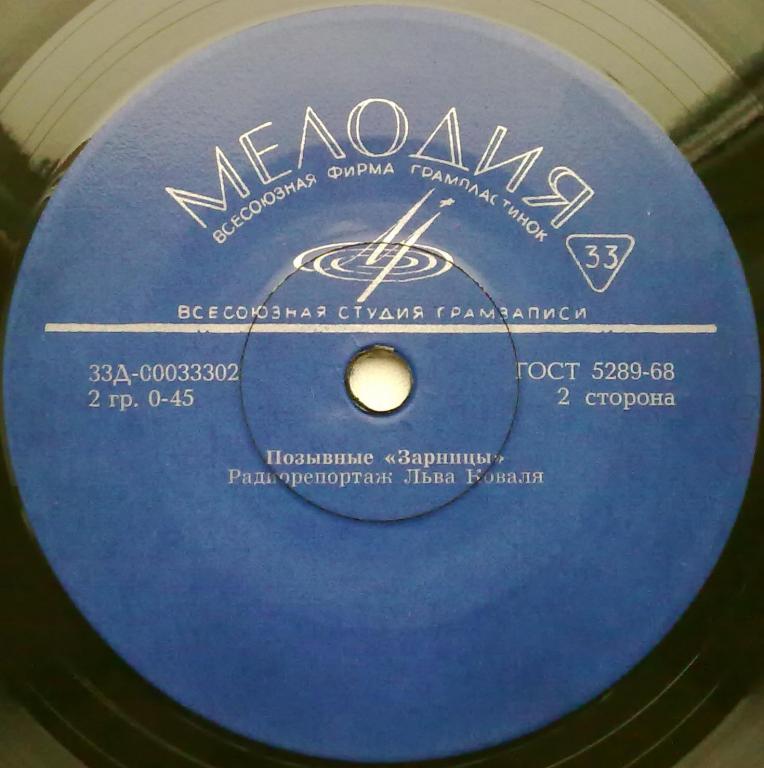 МЕЛОДИЯ
ВСЕСОЮЗНАЯ ФИРМА ГРАМПЛАСТИНОК
33
ВСЕСОЮЗНАЯ СТУДИЯ ГРАМЗАПИСИ
33Д-00033302 ГОСТ 5289-68
2 гр. 0-45 2 сторона
Позывные «Зарницы»
Радиорепортаж Льва Коваля